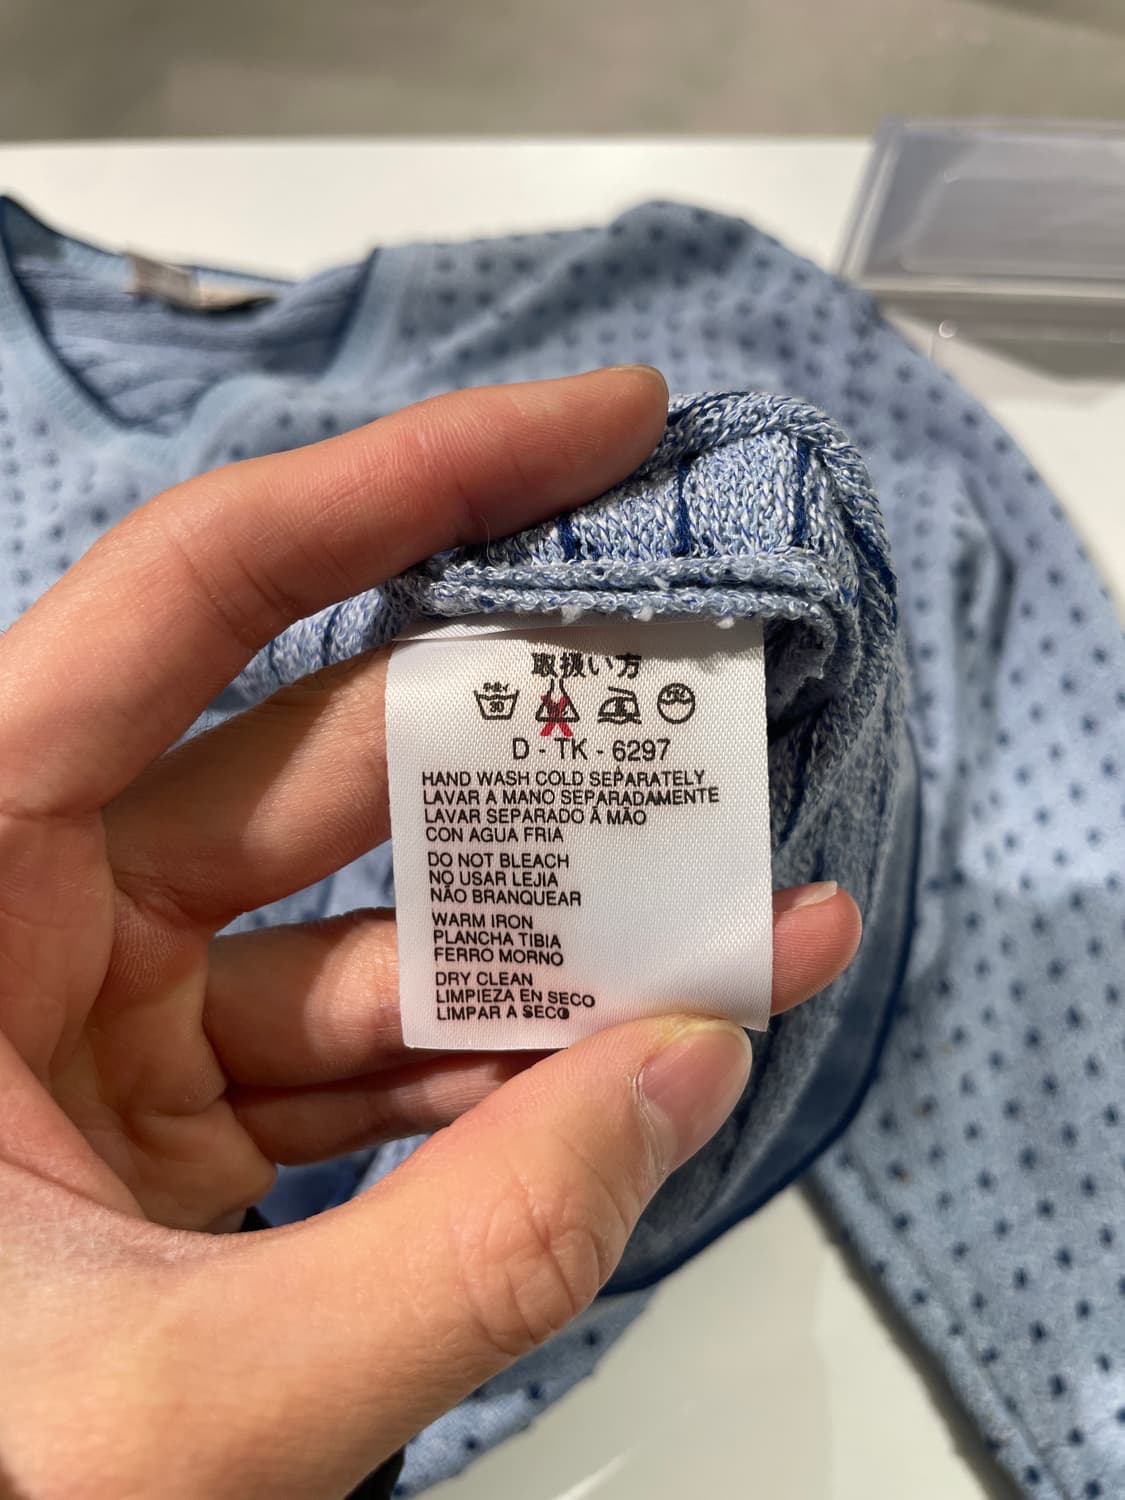 取扱い方
30
D - TK - 6297
HAND WASH COLD SEPARATELY
LAVAR A MANO SEPARADAMENTE
LAVAR SEPARADO À MÃO
CON AGUA FRIA
DO NOT BLEACH
NO USAR LEJIA
NÃO BRANQUEAR
WARM IRON
PLANCHA TIBIA
FERRO MORNO
DRY CLEAN
LIMPIEZA EN SECO
LIMPAR A SECO